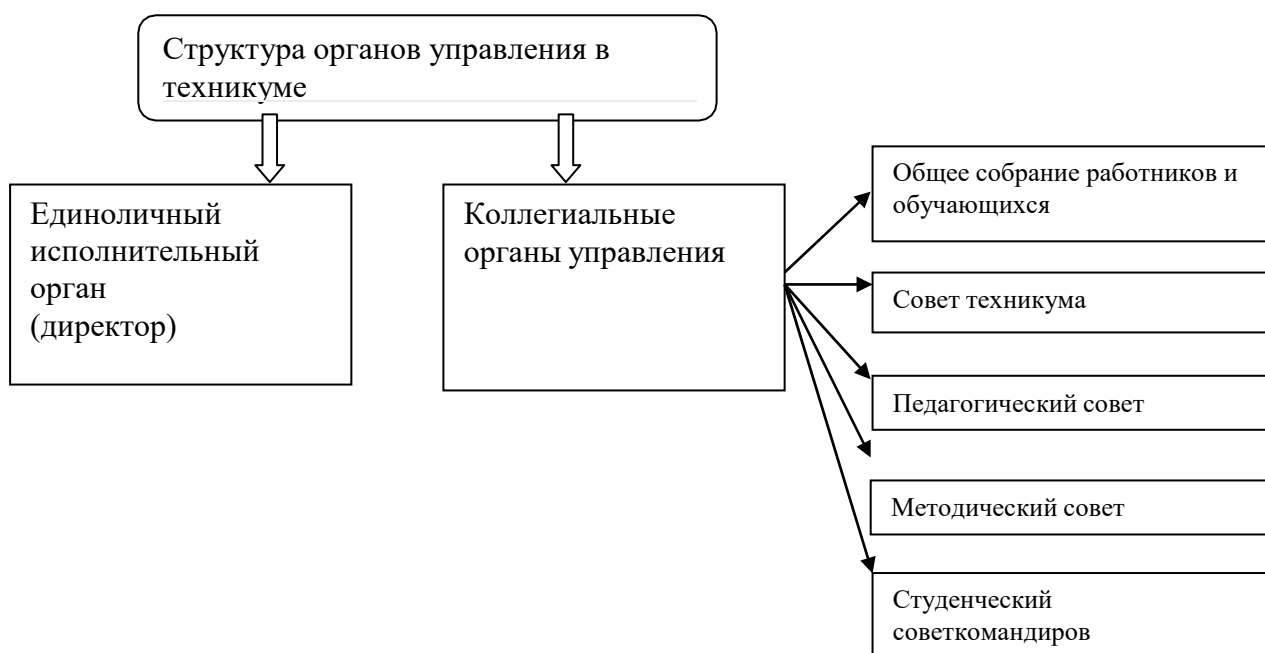 Структура органов управления в
техникуме
Единоличный
исполнительный
орган
(директор)
Коллегиальные
органы управления
Общее собрание работников и
обучающихся
Совет техникума
Педагогический совет
Методический совет
Студенческий
советкомандиров